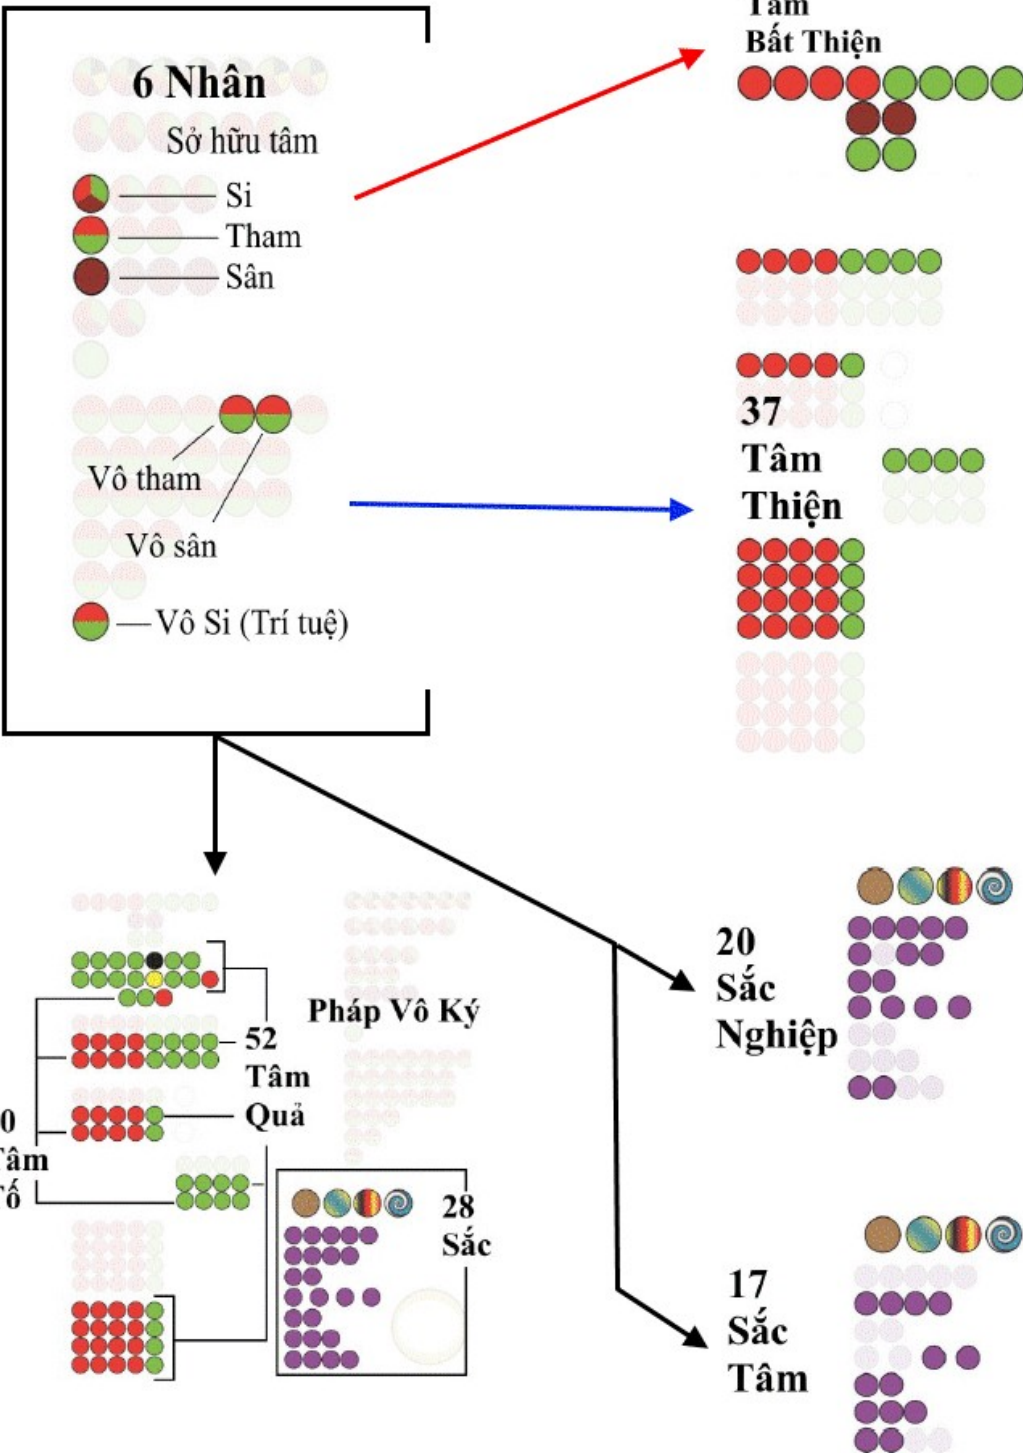 Tâm
Bất Thiện
6 Nhân
Sở hữu tâm
Si
Tham
Sân
Vô tham
Vô sân
Vô Si (Trí tuệ)
37
Tâm
Thiện
20
Sắc
Nghiệp
Pháp Vô Ký
52
Tâm
Quả
0
Tâm
Tố
28
Sắc
17
Sắc
Tâm